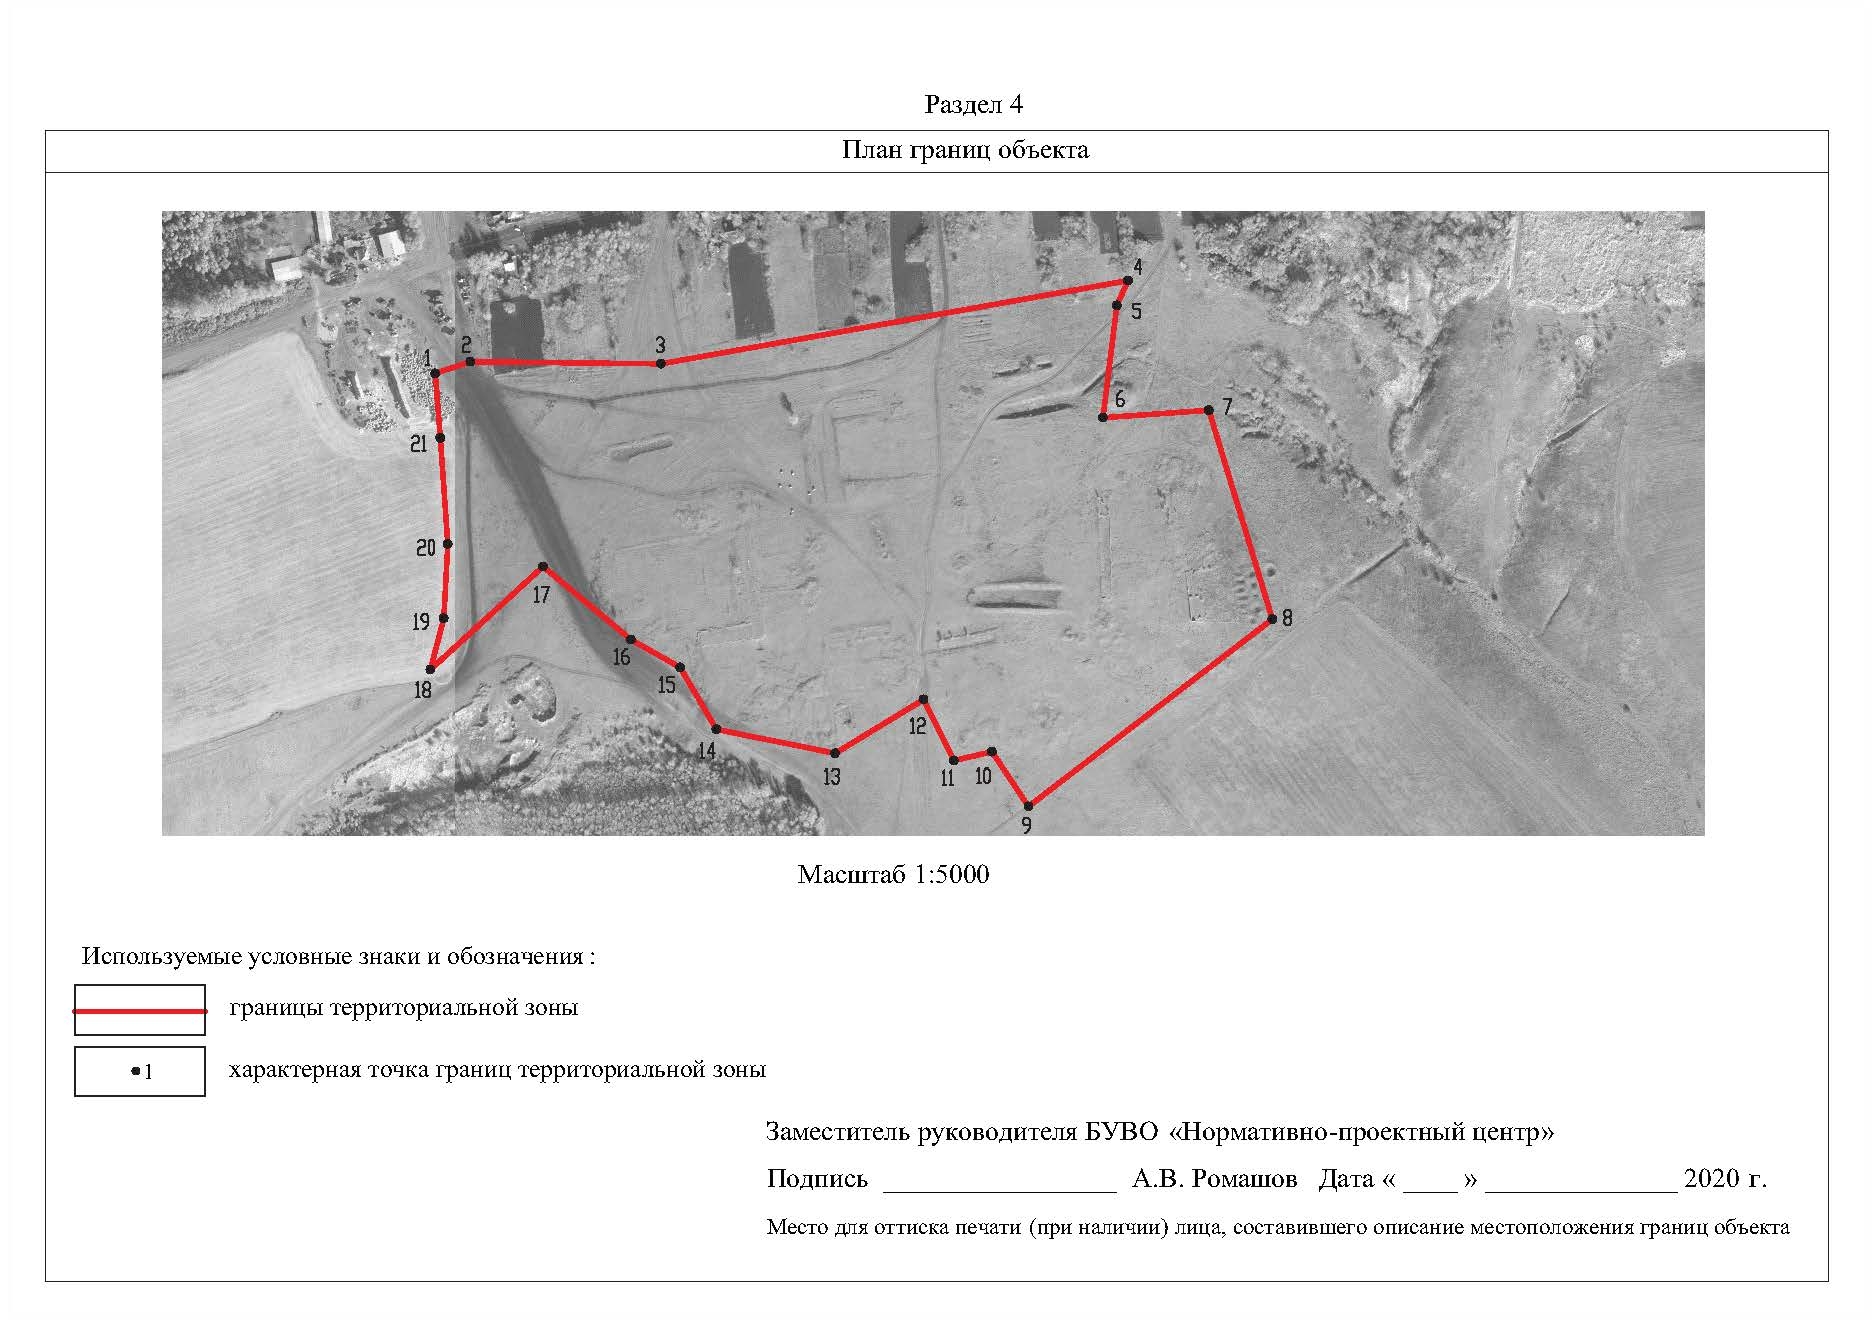 Раздел 4
План границ объекта
4
5
3
2
1
6
7
21
20
17
19
8
16
18
15
12
14
13
11
10
9
Масштаб 1:5000
Используемые условные знаки и обозначения :
границы территориальной зоны
1
характерная точка границ территориальной зоны
Заместитель руководителя БУВО «Нормативно-проектный центр»
Подпись _________________ А.В. Ромашов Дата « ____ » ______________ 2020 г.
Место для оттиска печати (при наличии) лица, составившего описание местоположения границ объекта